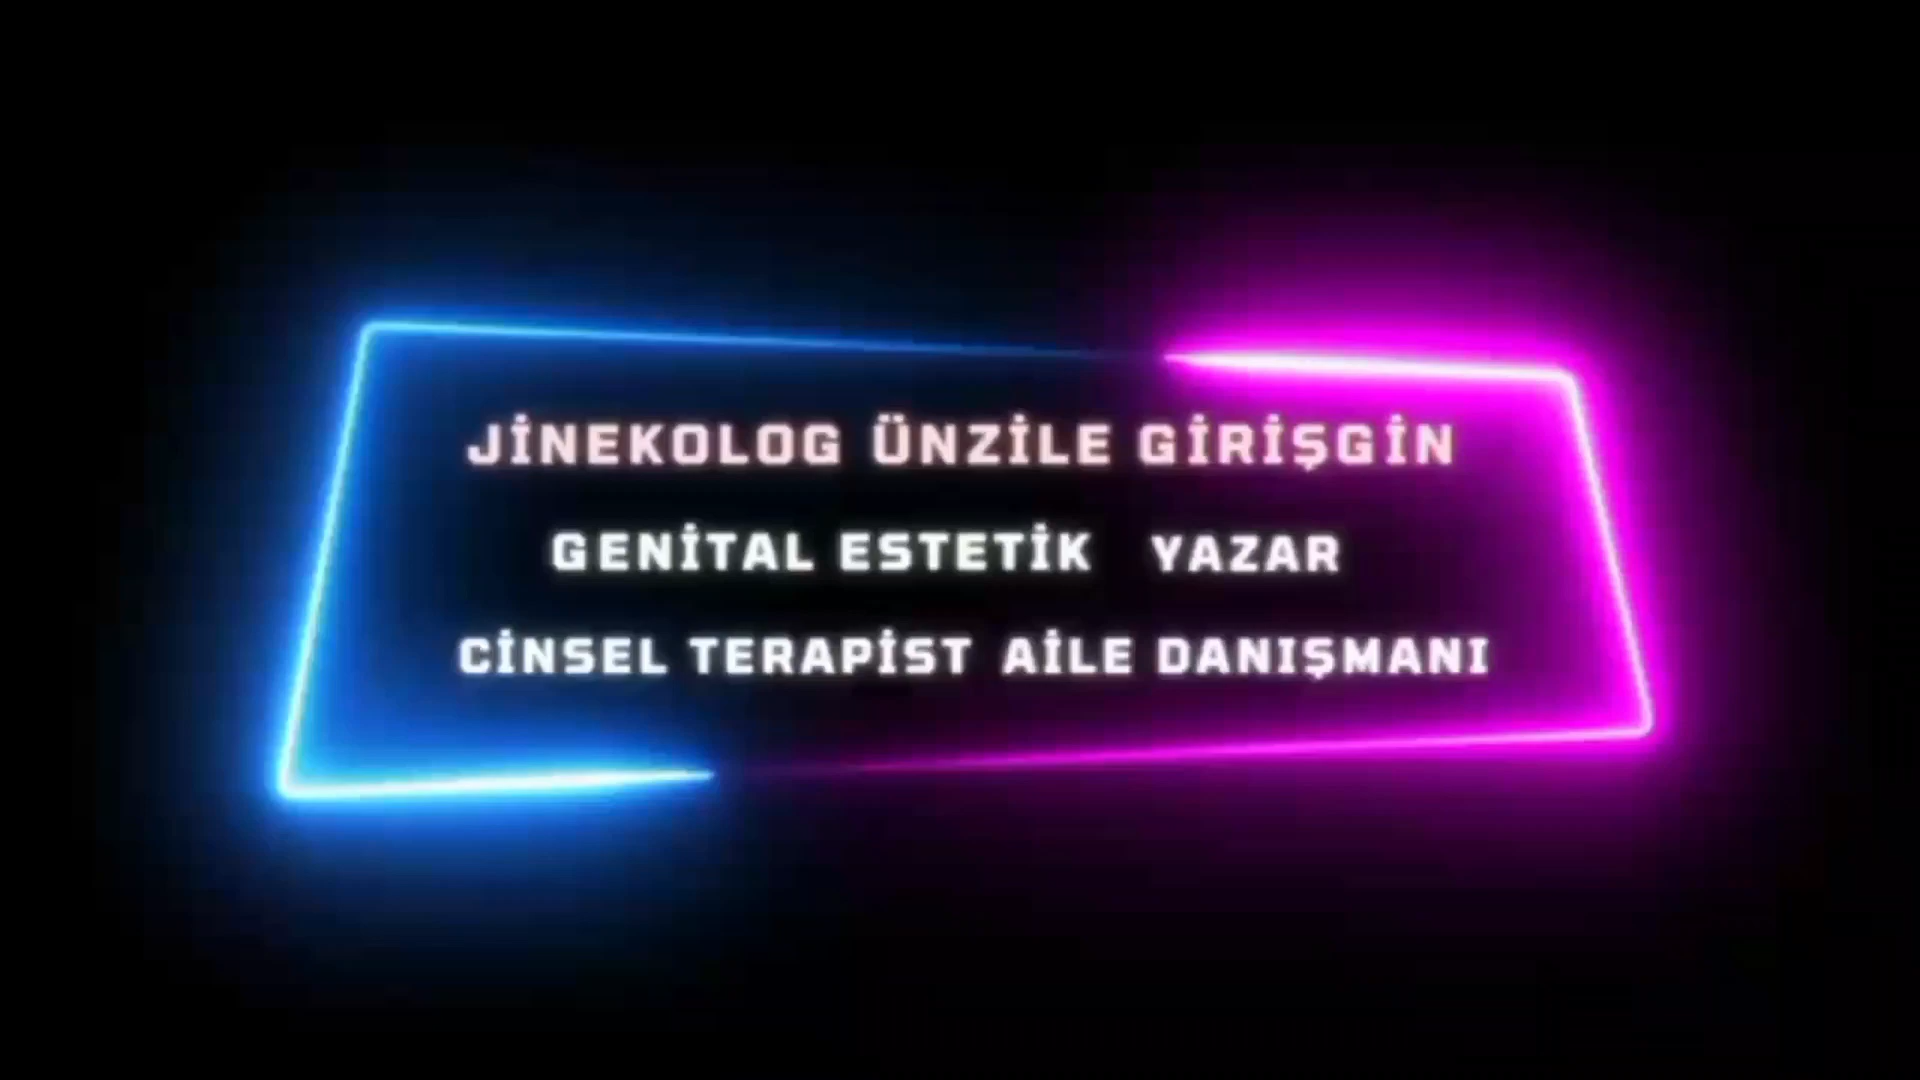 JİNEKOLOG ÜNZİLE GİRİŞGİN
GENİTAL ESTETİK YAZAR
CİNSEL TERAPİST AİLE DANIŞMANI